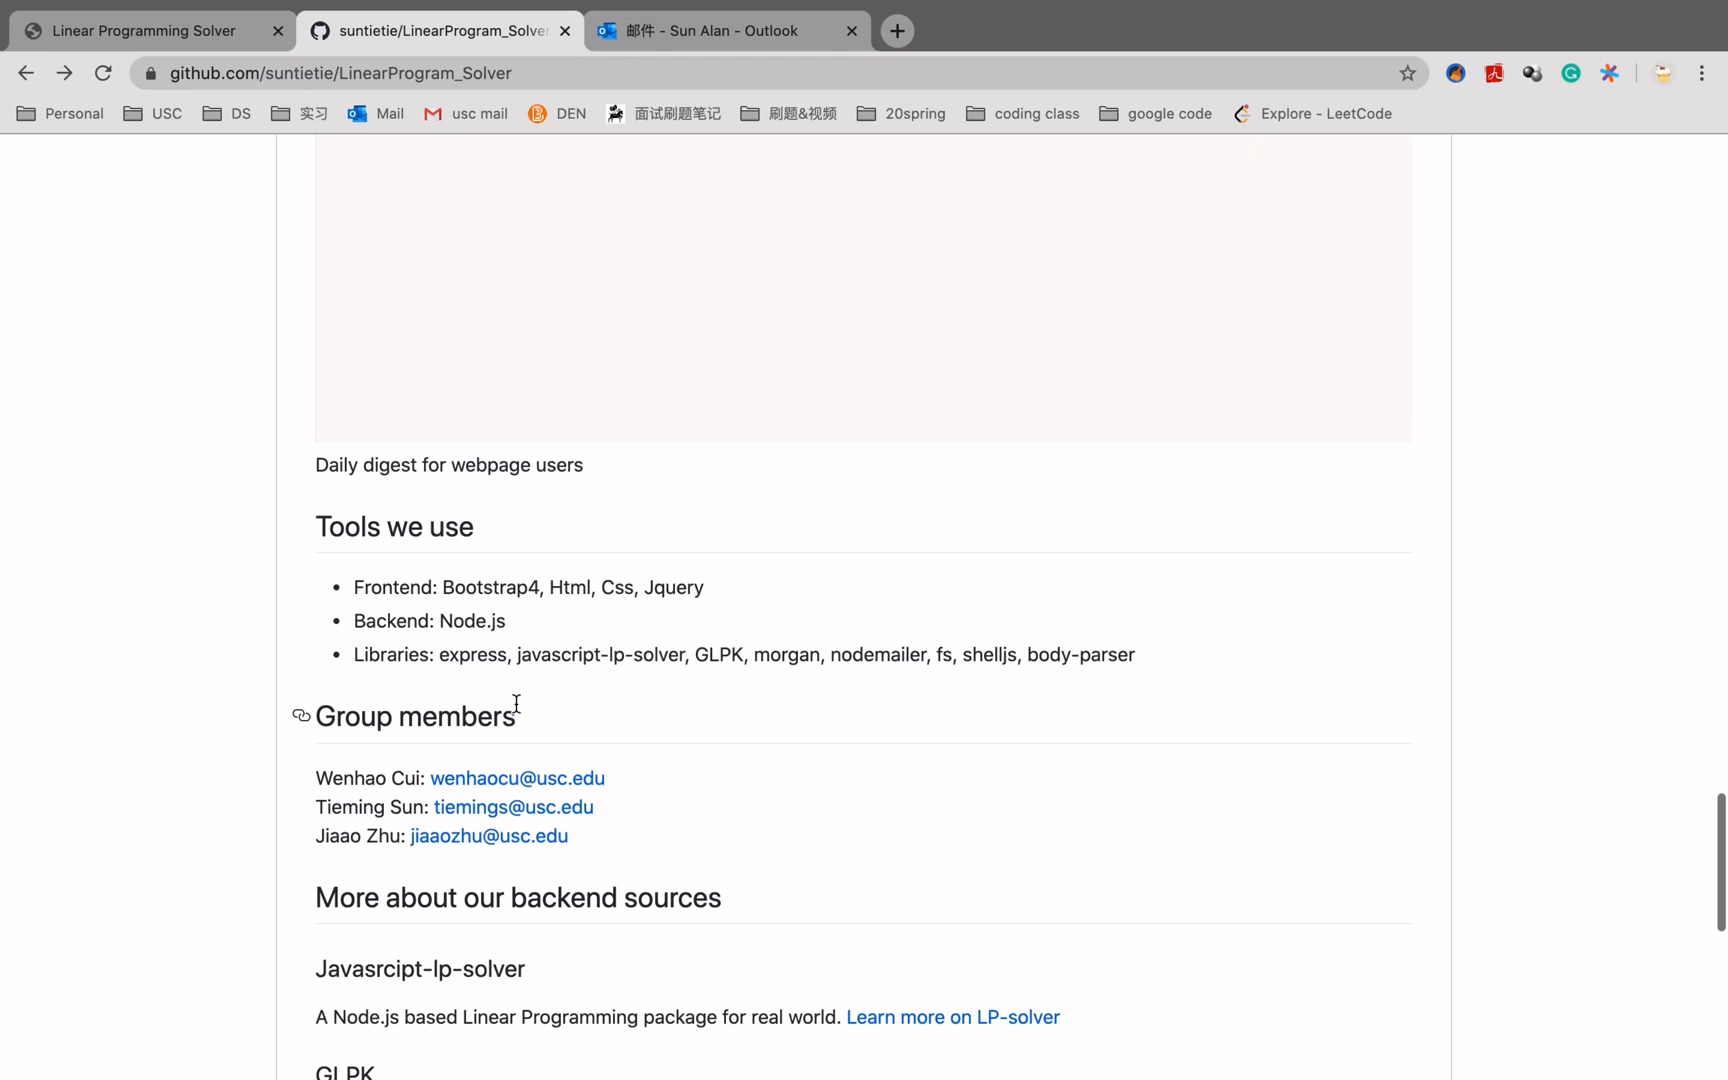 Linear Programming Solver
suntietie/LinearProgram_Solver
邮件 - Sun Alan - Outlook
github.com/suntietie/LinearProgram_Solver
Personal
USC
DS
实习
Mail
usc mail
DEN
面试刷题笔记
刷题&视频
20spring
coding class
google code
Explore - LeetCode
Daily digest for webpage users
Tools we use
• Frontend: Bootstrap4, Html, Css, Jquery
• Backend: Node.js
• Libraries: express, javascript-lp-solver, GLPK, morgan, nodemailer, fs, shelljs, body-parser
Group members
Wenhao Cui: wenhaocu@usc.edu
Tieming Sun: tiemings@usc.edu
Jiaao Zhu: jiaaozhu@usc.edu
More about our backend sources
Javasrcipt-lp-solver
A Node.js based Linear Programming package for real world. Learn more on LP-solver
GLPK